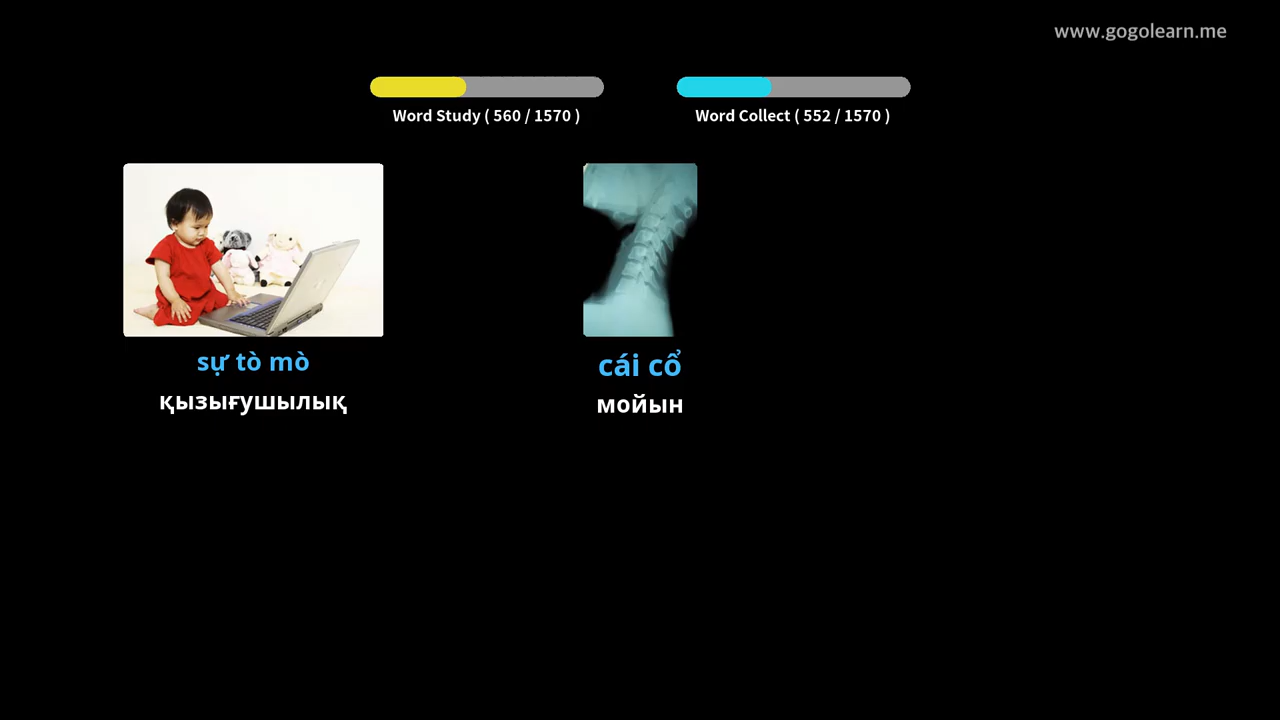 www.gogolearn.me
Word Study ( 560 / 1570 )
Word Collect ( 552 / 1570 )
sự tò mò
қызығушылық
cái cổ
мойын